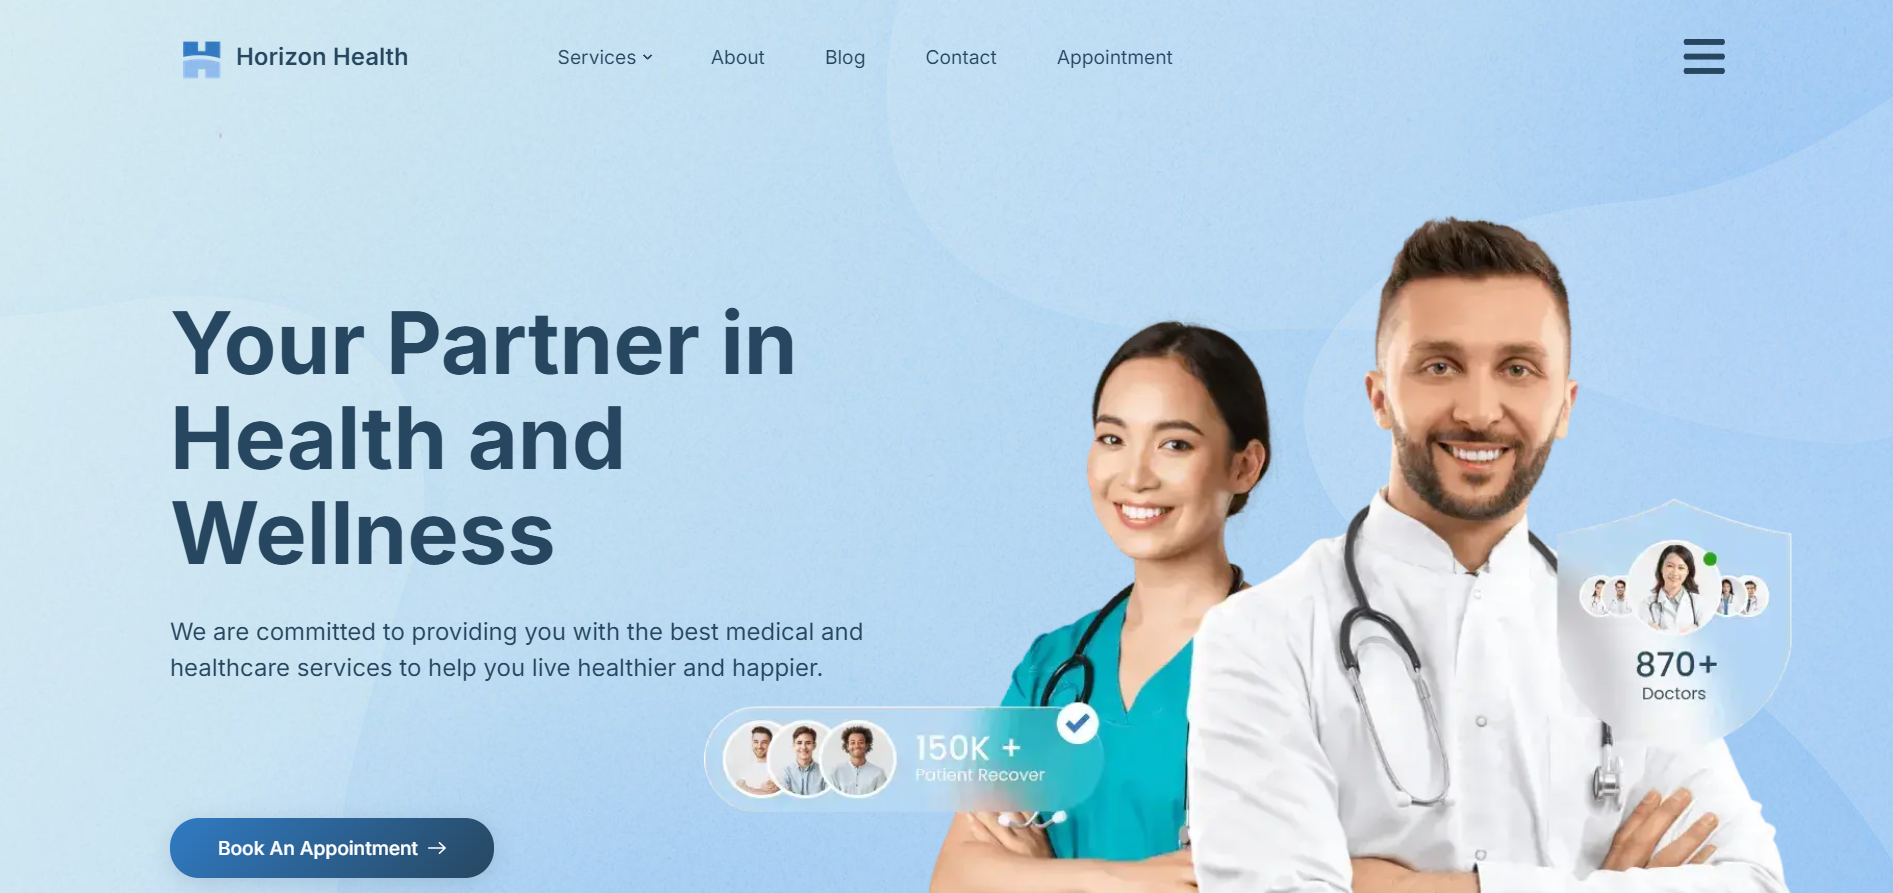 Horizon Health
Services
About
Blog
Contact
Appointment
Your Partner in
Health and
Wellness
We are committed to providing you with the best medical and
healthcare services to help you live healthier and happier.
150K +
Patient Recover
870+
Doctors
Book An Appointment